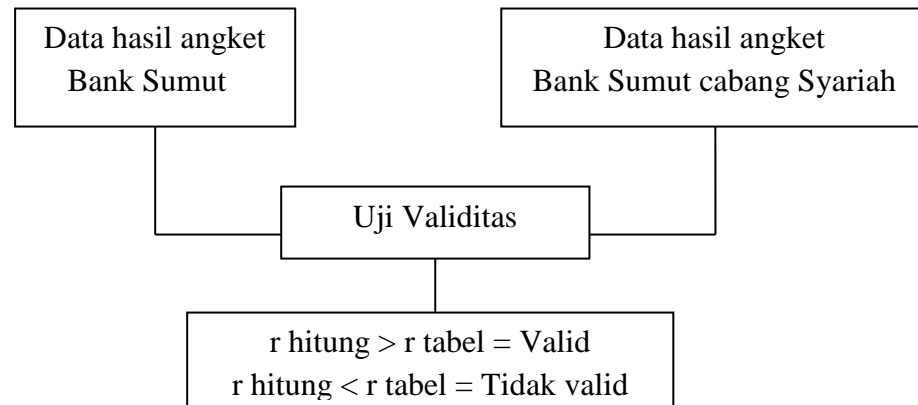 Data hasil angket
Bank Sumut
Data hasil angket
Bank Sumut cabang Syariah
Uji Validitas
r hitung > r tabel = Valid
r hitung < r tabel = Tidak valid